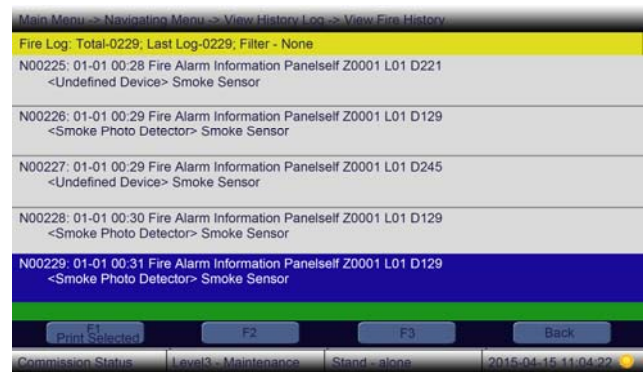 Main Menu -> Navigating Menu -> View History Log -> View Fire History
Fire Log: Total-0229; Last Log-0229; Filter - None
N00225: 01-01 00:28 Fire Alarm Information Panelself Z0001 L01 D221
<Undefined Device> Smoke Sensor
N00226: 01-01 00:29 Fire Alarm Information Panelself Z0001 L01 D129
<Smoke Photo Detector> Smoke Sensor
N00227: 01-01 00:29 Fire Alarm Information Panelself Z0001 L01 D245
<Undefined Device> Smoke Sensor
N00228: 01-01 00:30 Fire Alarm Information Panelself Z0001 L01 D129
<Smoke Photo Detector> Smoke Sensor
N00229: 01-01 00:31 Fire Alarm Information Panelself Z0001 L01 D129
<Smoke Photo Detector> Smoke Sensor
F1
Print Selected
F2
F3
Back
Commission Status
Level3 - Maintenance
Stand - alone
2015-04-15 11:04:22